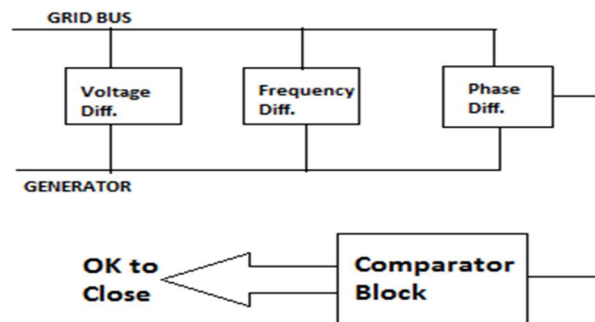 GRID BUS
Voltage
Diff.
Frequency
Diff.
Phase
Diff.
GENERATOR
OK to
Close
Comparator
Block